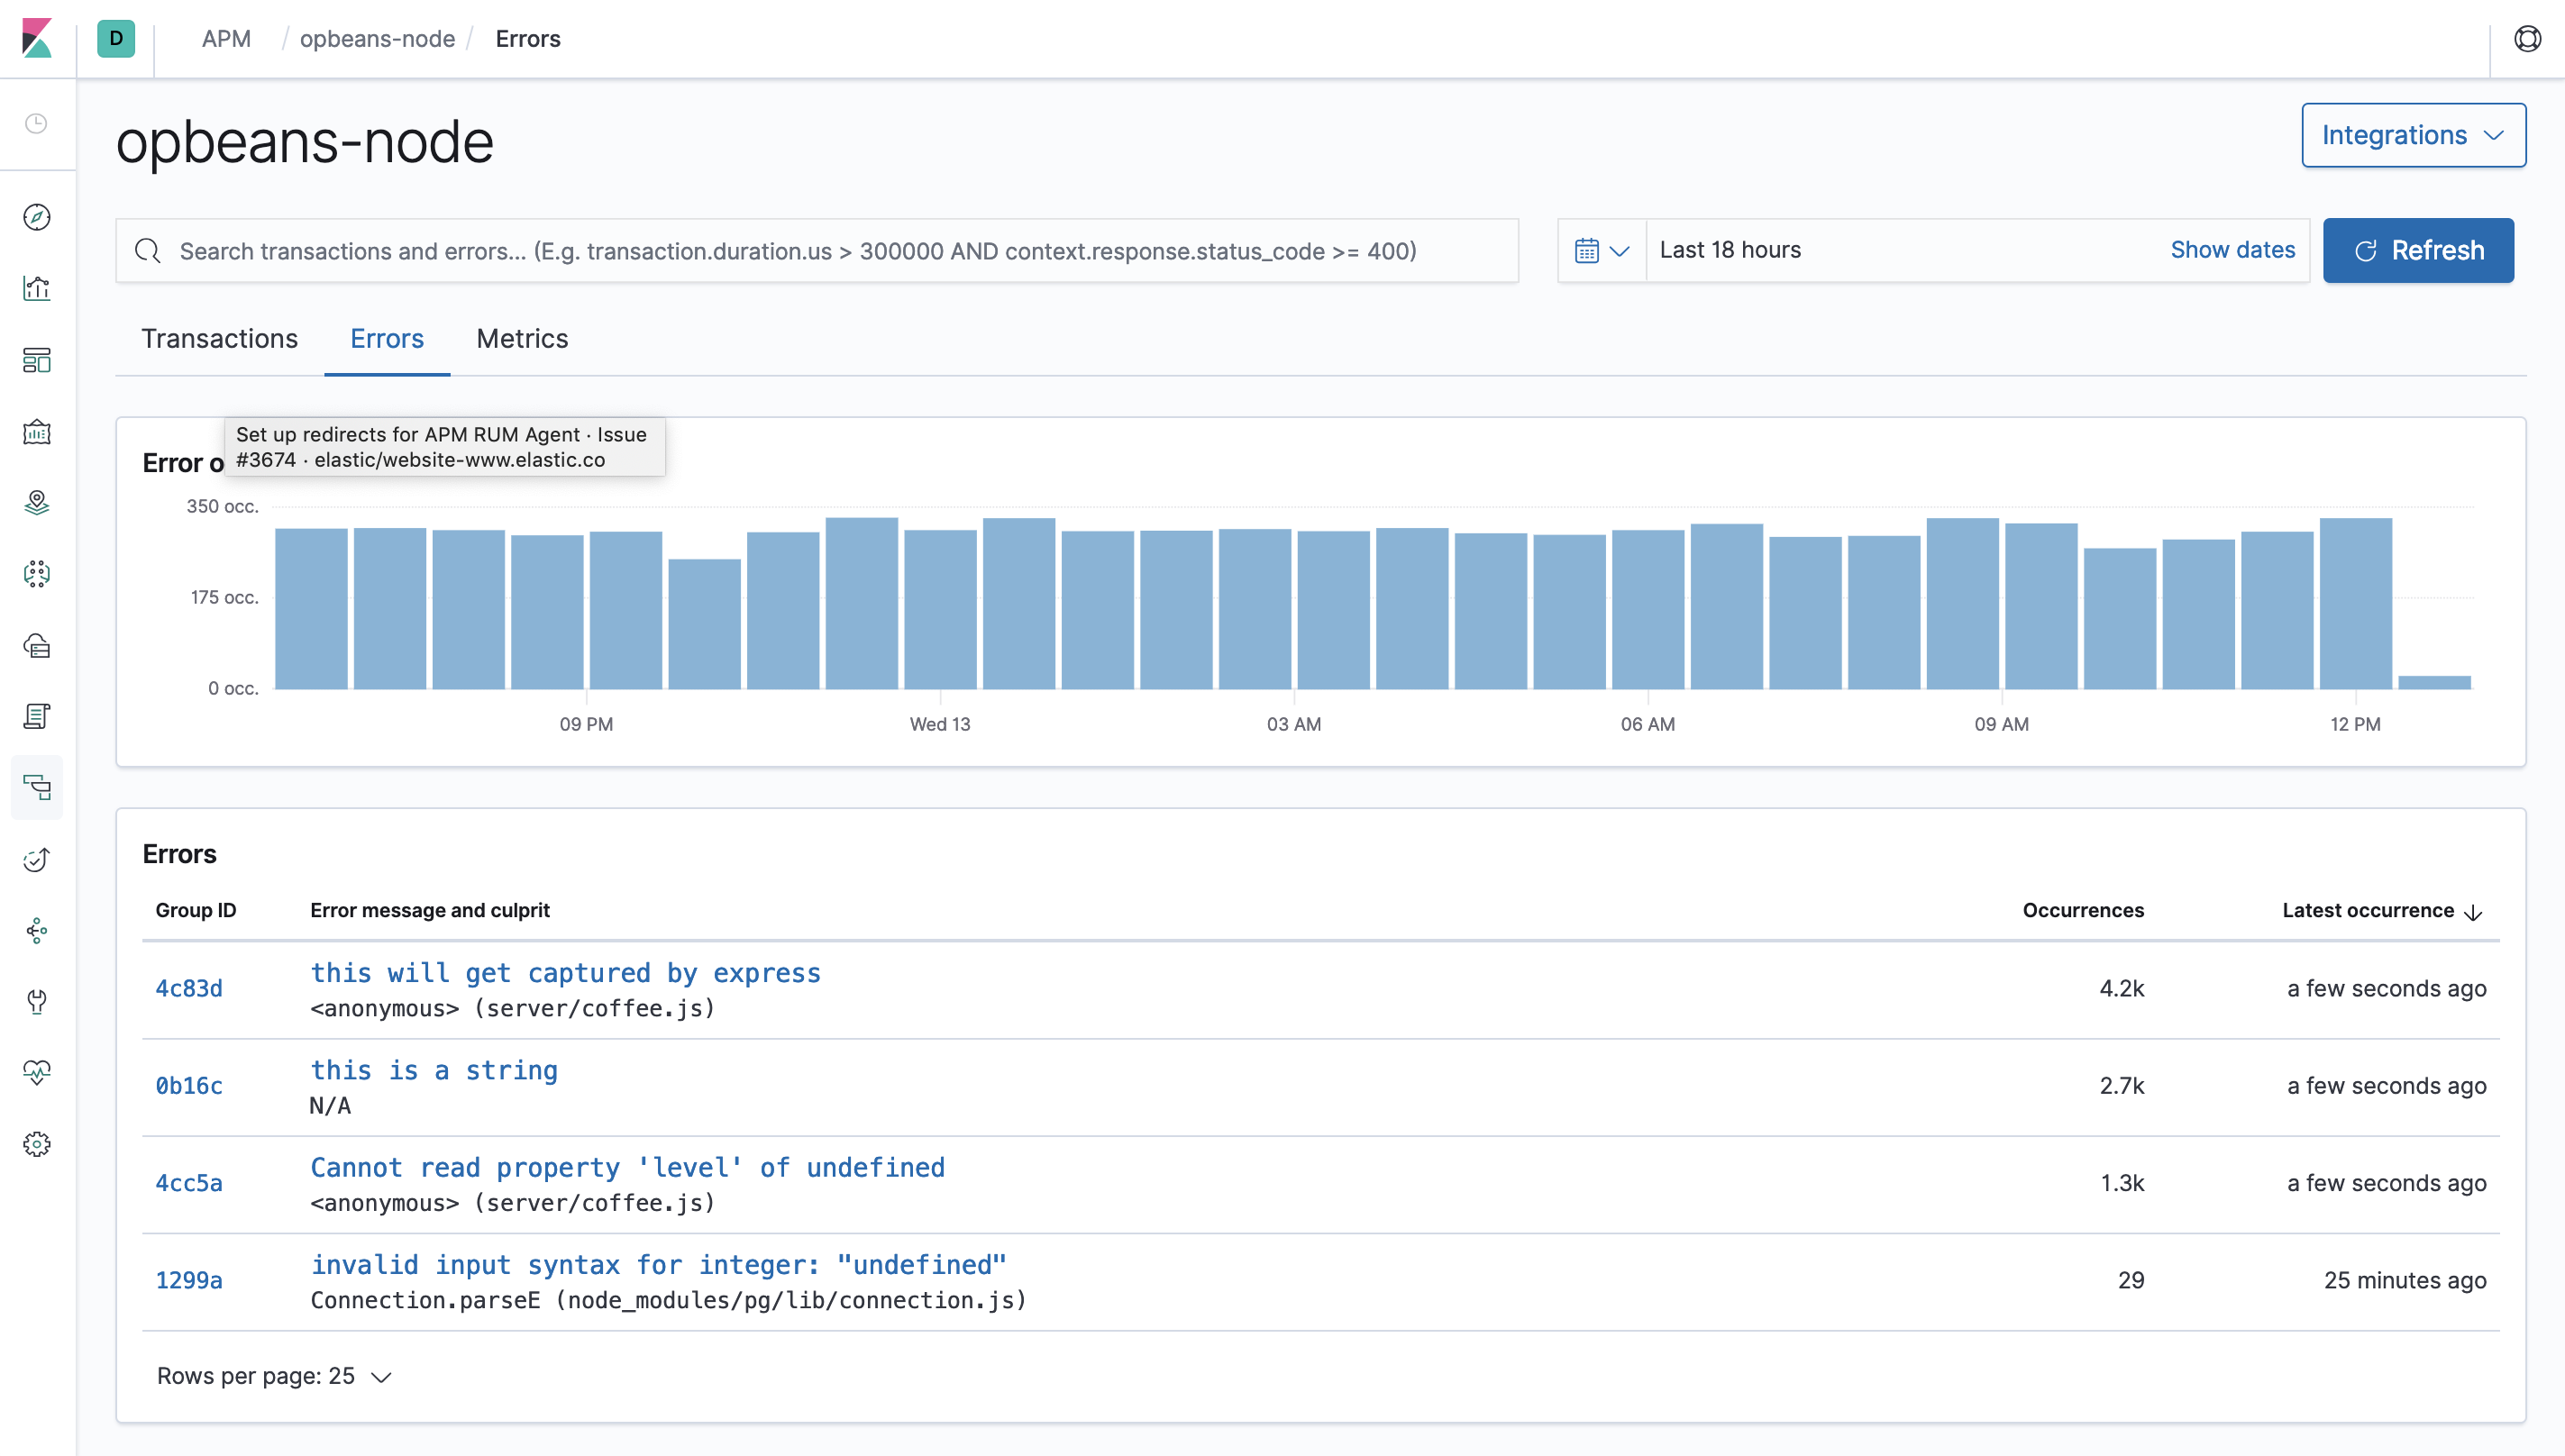 D APM / opbeans-node / Errors
opbeans-node
Integrations
Search transactions and errors... (E.g. transaction.duration.us > 300000 AND context.response.status_code >= 400)
Last 18 hours
Show dates
Refresh
Transactions Errors Metrics
Set up redirects for APM RUM Agent · Issue
#3674 · elastic/website-www.elastic.co
Error o
350 occ.
175 occ.
0 occ.
09 PM Wed 13 03 AM 06 AM 09 AM 12 PM
Errors
Group ID Error message and culprit Occurrences Latest occurrence
4c83d this will get captured by express 4.2k a few seconds ago
<anonymous> (server/coffee.js)
0b16c this is a string 2.7k a few seconds ago
N/A
4cc5a Cannot read property 'level' of undefined 1.3k a few seconds ago
<anonymous> (server/coffee.js)
1299a invalid input syntax for integer: "undefined" 29 25 minutes ago
Connection.parseE (node_modules/pg/lib/connection.js)
Rows per page: 25